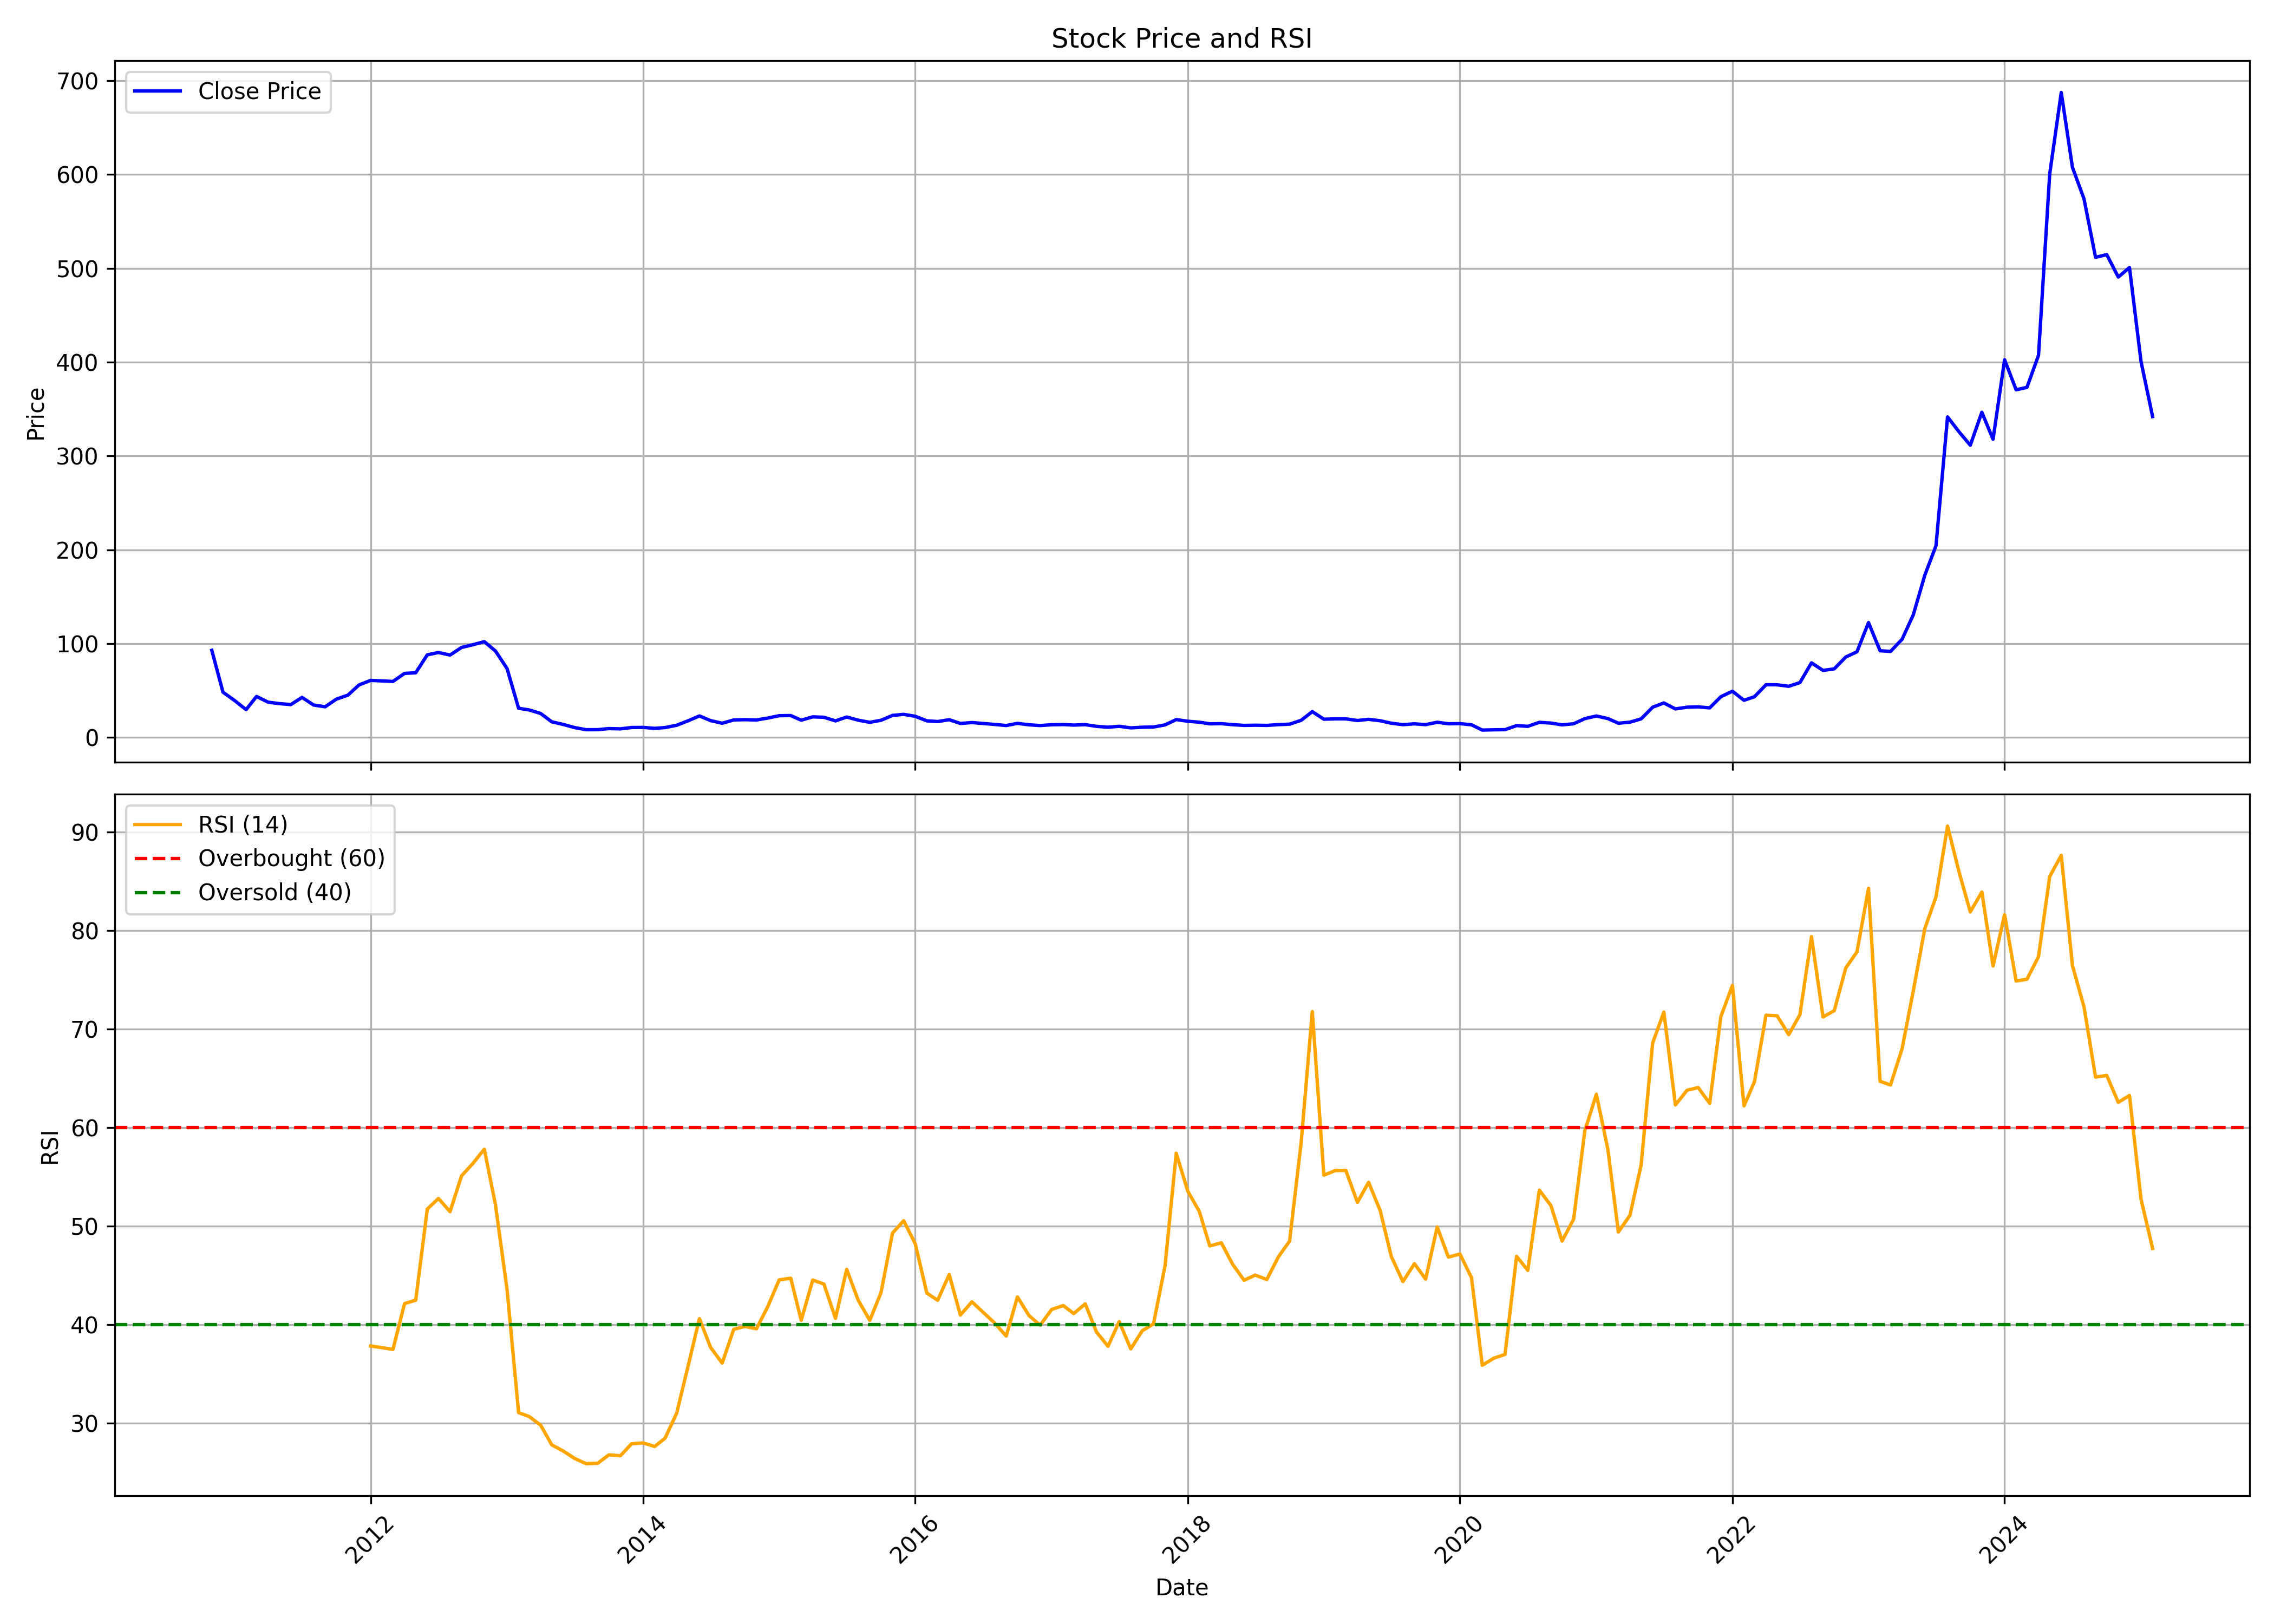 Stock Price and RSI
Close Price
700
600
500
400
300
200
100
0
Price
RSI (14)
Overbought (60)
Oversold (40)
90
80
70
60
50
40
30
RSI
2012
2014
2016
2018
2020
2022
2024
Date